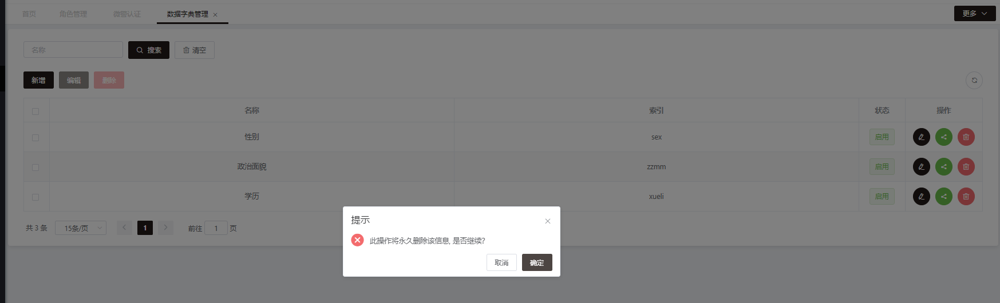 首页 角色管理 微警认证 数据字典管理 更多
名称 搜索 清空
新增 编辑 删除
名称 索引 状态 操作
性别 sex 启用
政治面貌 zzmm 启用
学历 xueli 启用
共 3 条 15条/页 1 前往 1 页
提示
此操作将永久删除该信息, 是否继续?
取消 确定